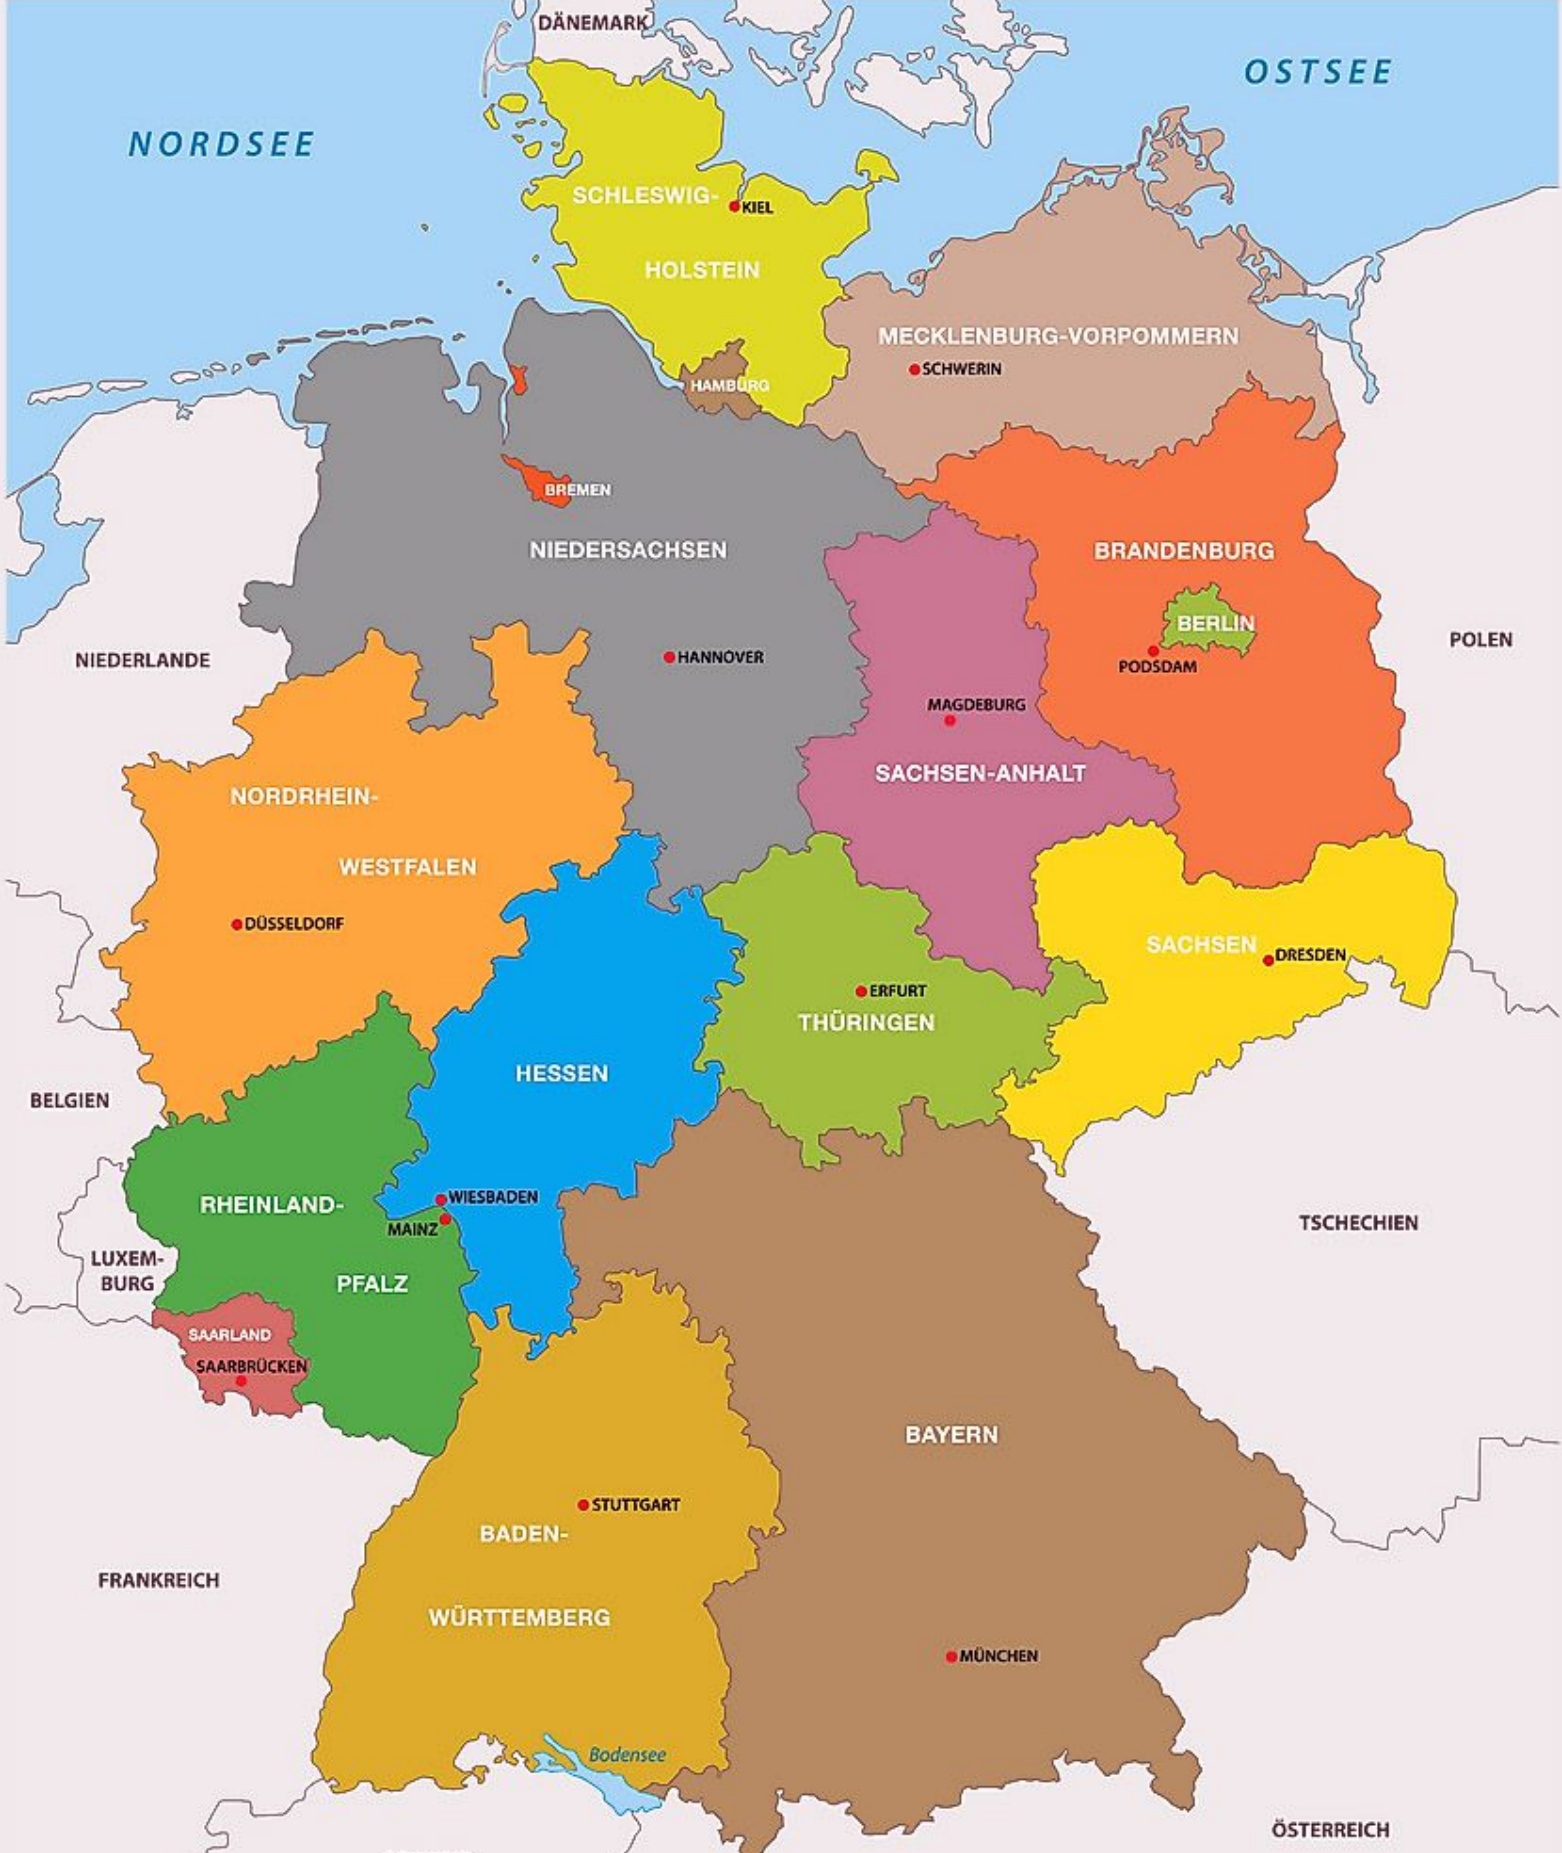 DÄNEMARK
OSTSEE
NORDSEE
SCHLESWIG-
KIEL
HOLSTEIN
MECKLENBURG-VORPOMMERN
SCHWERIN
HAMBURG
BREMEN
NIEDERSACHSEN
BRANDENBURG
BERLIN
POLEN
NIEDERLANDE
HANNOVER
PODSDAM
MAGDEBURG
SACHSEN-ANHALT
NORDRHEIN-
WESTFALEN
DÜSSELDORF
SACHSEN
DRESDEN
ERFURT
THÜRINGEN
HESSEN
BELGIEN
RHEINLAND-
WIESBADEN
MAINZ
TSCHECHIEN
LUXEM-
BURG
PFALZ
SAARLAND
SAARBRÜCKEN
BAYERN
STUTTGART
BADEN-
FRANKREICH
WÜRTTEMBERG
MÜNCHEN
Bodensee
ÖSTERREICH